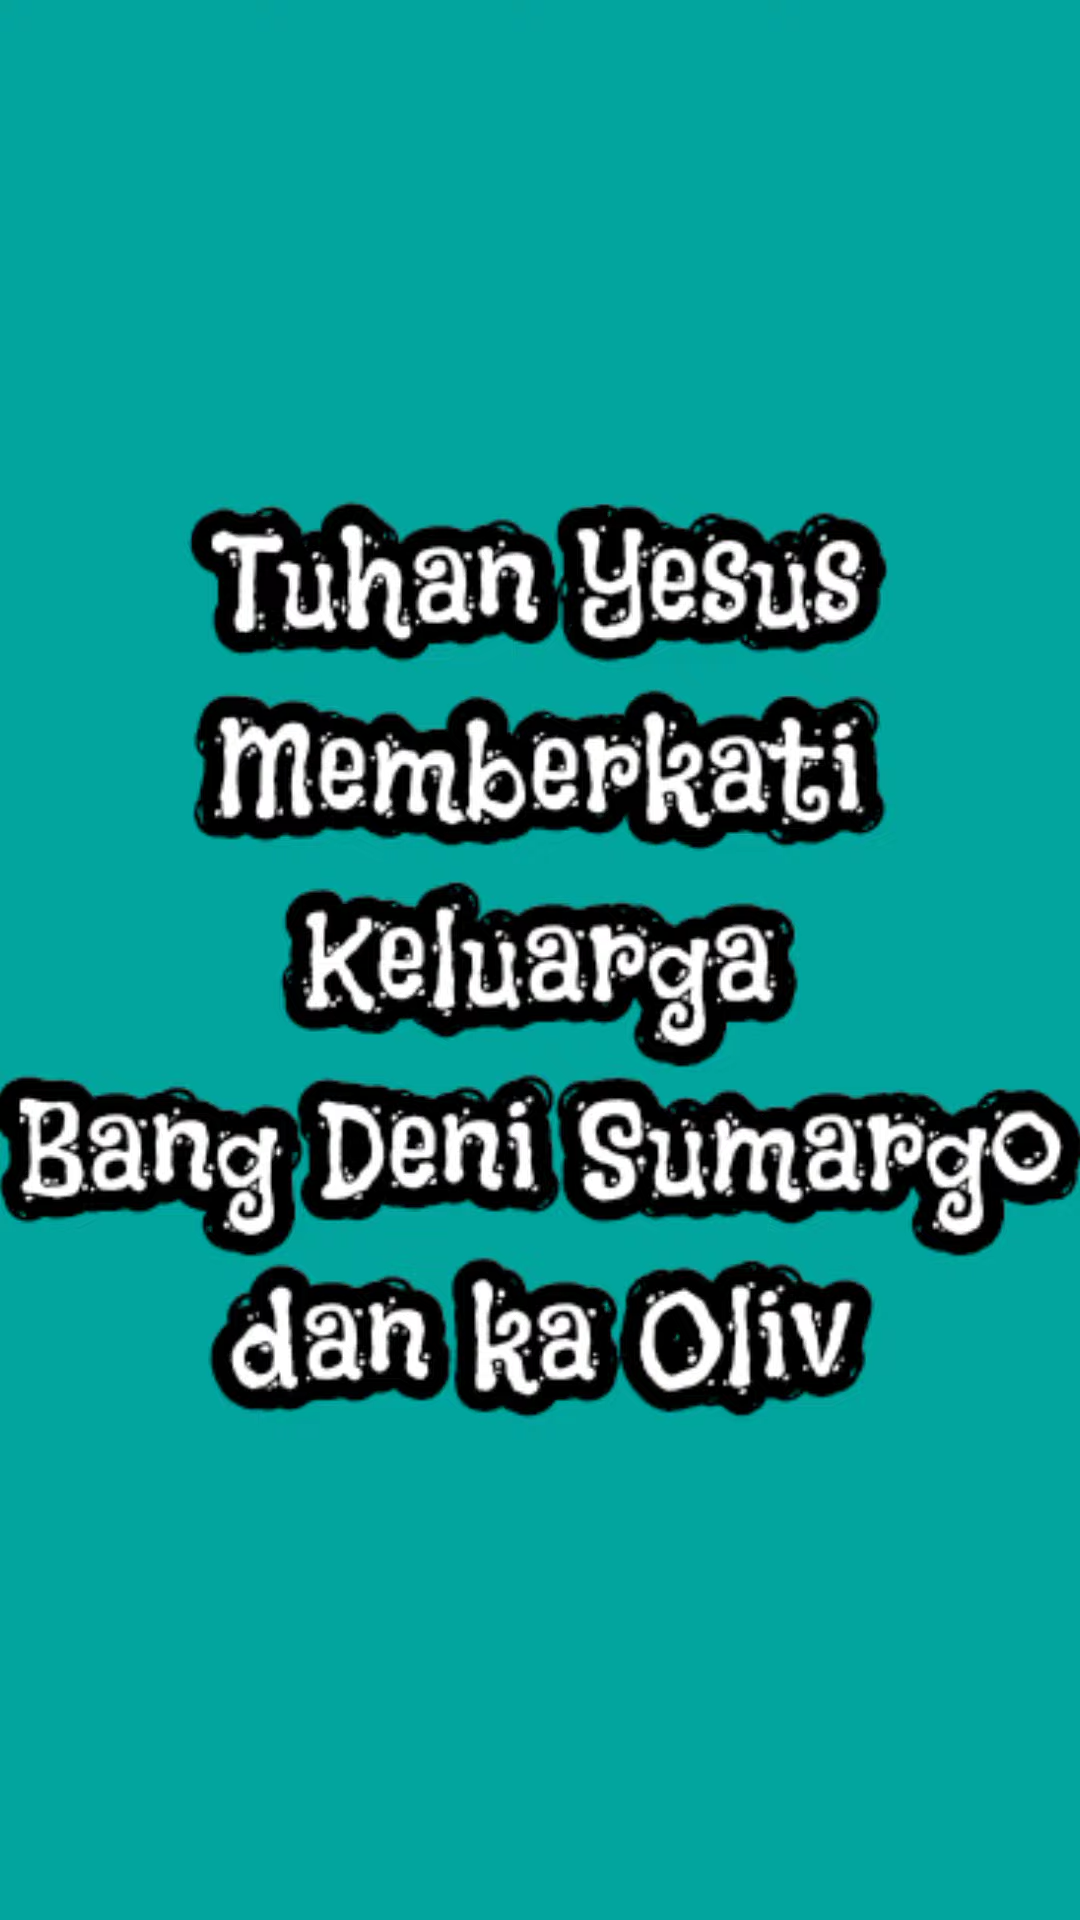 Tuhan Yesus
Memberkati
Keluarga
Bang Deni Sumargo
dan ka Oliv